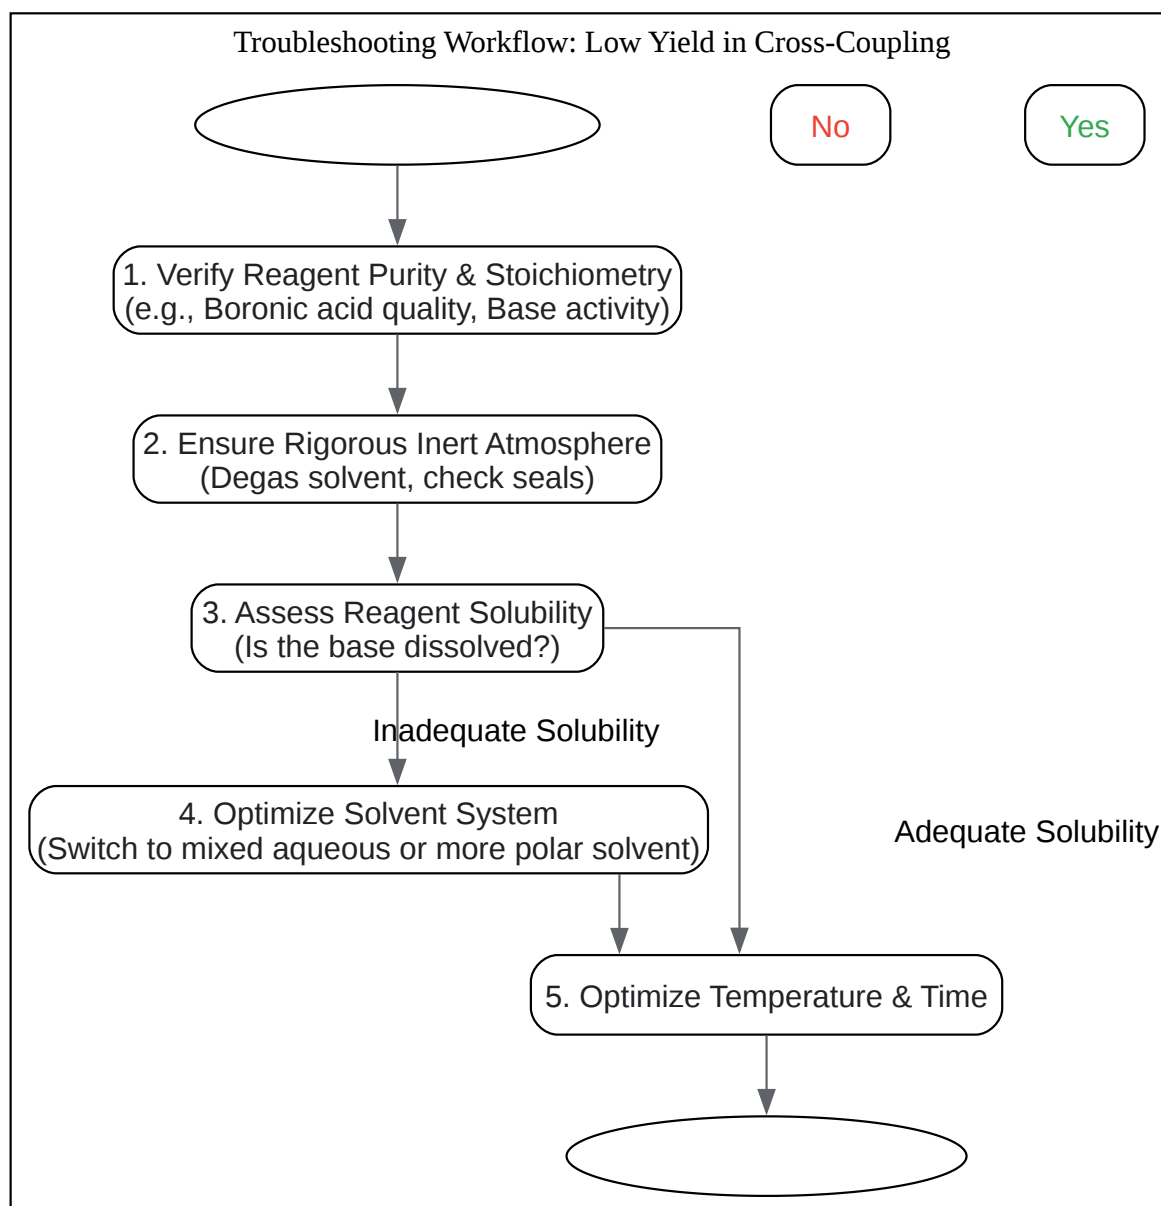 Troubleshooting Workflow: Low Yield in Cross-Coupling
No
Yes
1. Verify Reagent Purity & Stoichiometry
(e.g., Boronic acid quality, Base activity)
2. Ensure Rigorous Inert Atmosphere
(Degas solvent, check seals)
3. Assess Reagent Solubility
(Is the base dissolved?)
Inadequate Solubility
4. Optimize Solvent System
(Switch to mixed aqueous or more polar solvent)
Adequate Solubility
5. Optimize Temperature & Time